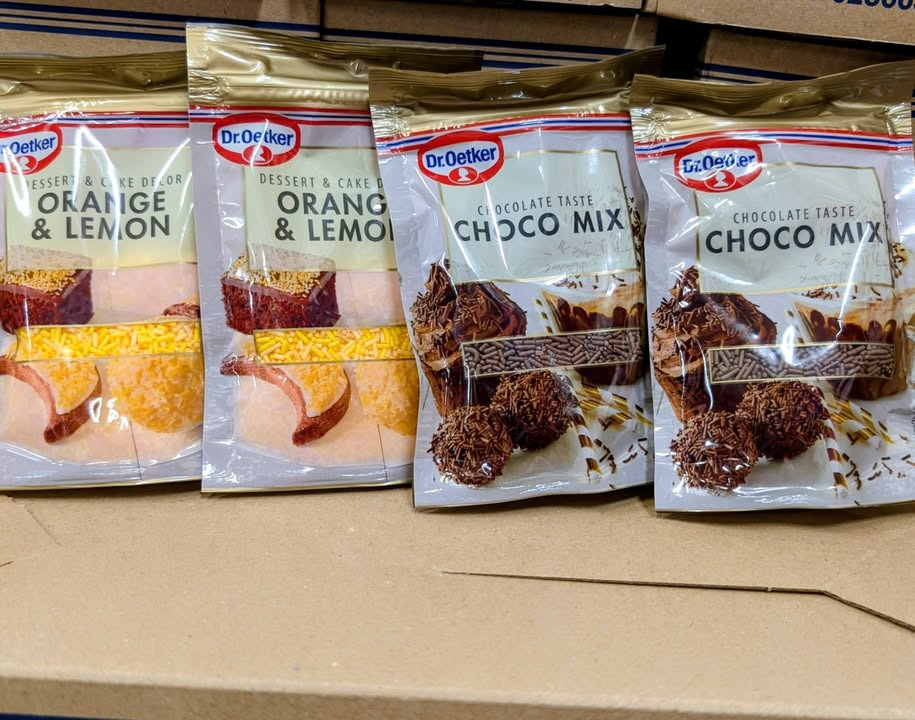 Dr.Oetker
DESSERT & CAKE DECOR
ORANGE
& LEMON
Dr.Oetker
DESSERT & CAKE D
ORANG
& LEMO
Dr.Oetker
CHOCOLATE TASTE
CHOCO MIX
Dr.Oetker
CHOCOLATE TASTE
CHOCO MIX